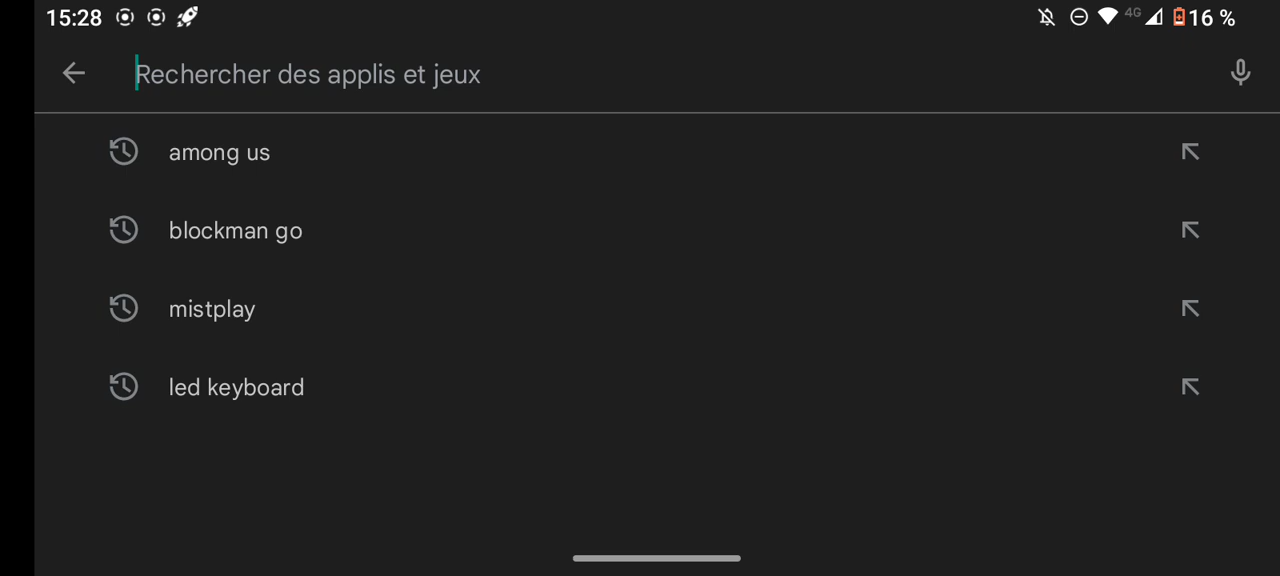 15:28 4G 16 %
Rechercher des applis et jeux
among us
blockman go
mistplay
led keyboard